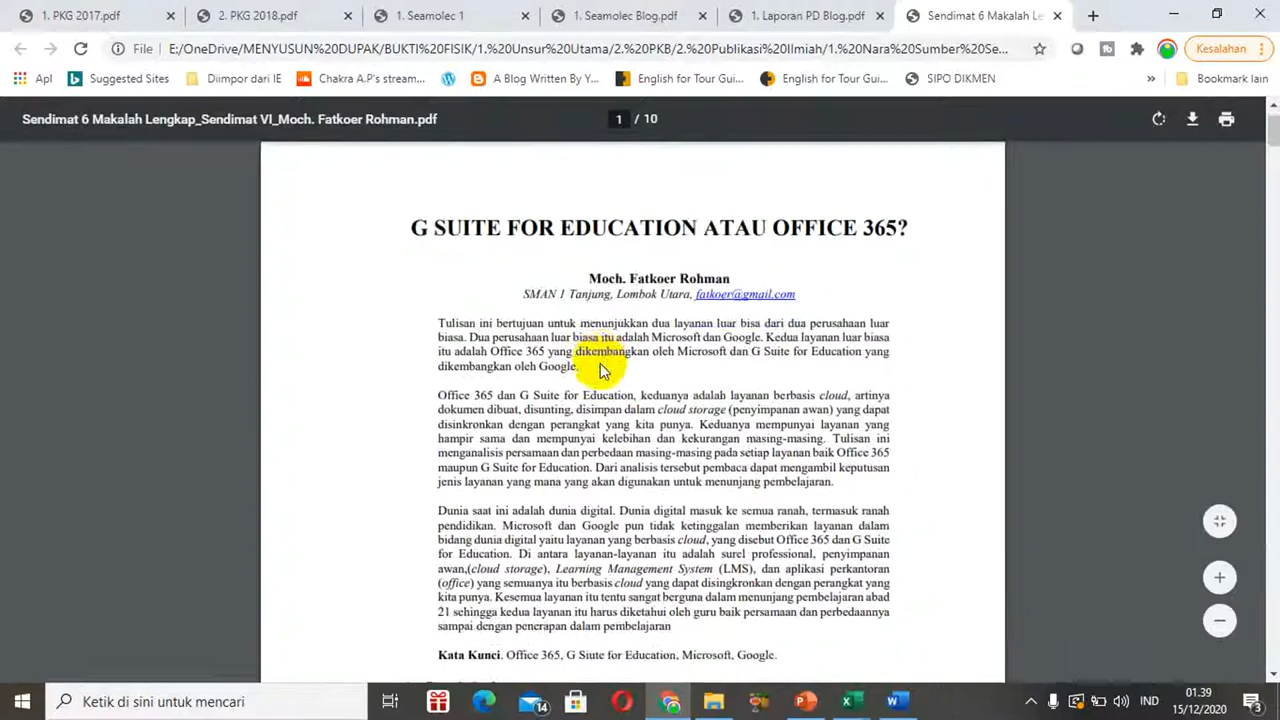 1. PKG 2017.pdf
2. PKG 2018.pdf
1. Seamolec 1
1. Seamolec Blog.pdf
1. Laporan PD Blog.pdf
Sendimat 6 Makalah Le
File E:/OneDrive/MENYUSUN%20DUPAK/BUKTI%20FISIK/1.%20Unsur%20Utama/2.%20PKB/2.%20Publikasi%20Ilmiah/1.%20Nara%20Sumber%20Se...
Kesalahan
Apl
Suggested Sites
Diimpor dari IE
Chakra A.P's stream...
A Blog Written By Y...
English for Tour Gui...
English for Tour Gui...
SIPO DIKMEN
»
Bookmark lain
Sendimat 6 Makalah Lengkap_Sendimat VI_Moch. Fatkoer Rohman.pdf
1 / 10
G SUITE FOR EDUCATION ATAU OFFICE 365?
Moch. Fatkoer Rohman
SMAN 1 Tanjung, Lombok Utara, fatkoer@gmail.com
Tulisan ini bertujuan untuk menunjukkan dua layanan luar bisa dari dua perusahaan luar
biasa. Dua perusahaan luar biasa itu adalah Microsoft dan Google. Kedua layanan luar biasa
itu adalah Office 365 yang dikembangkan oleh Microsoft dan G Suite for Education yang
dikembangkan oleh Google.
Office 365 dan G Suite for Education, keduanya adalah layanan berbasis cloud, artinya
dokumen dibuat, disunting, disimpan dalam cloud storage (penyimpanan awan) yang dapat
disinkronkan dengan perangkat yang kita punya. Keduanya mempunyai layanan yang
hampir sama dan mempunyai kelebihan dan kekurangan masing-masing. Tulisan ini
menganalisis persamaan dan perbedaan masing-masing pada setiap layanan baik Office 365
maupun G Suite for Education. Dari analisis tersebut pembaca dapat mengambil keputusan
jenis layanan yang mana yang akan digunakan untuk menunjang pembelajaran.
Dunia saat ini adalah dunia digital. Dunia digital masuk ke semua ranah, termasuk ranah
pendidikan. Microsoft dan Google pun tidak ketinggalan memberikan layanan dalam
bidang dunia digital yaitu layanan yang berbasis cloud, yang disebut Office 365 dan G Suite
for Education. Di antara layanan-layanan itu adalah surel professional, penyimpanan
awan,(cloud storage), Learning Management System (LMS), dan aplikasi perkantoran
(office) yang semuanya itu berbasis cloud yang dapat disingkronkan dengan perangkat yang
kita punya. Kesemua layanan itu tentu sangat berguna dalam menunjang pembelajaran abad
21 sehingga kedua layanan itu harus diketahui oleh guru baik persamaan dan perbedaannya
sampai dengan penerapan dalam pembelajaran
Kata Kunci. Office 365, G Siute for Education, Microsoft, Google.
Ketik di sini untuk mencari
14
IND
01.39
15/12/2020
3